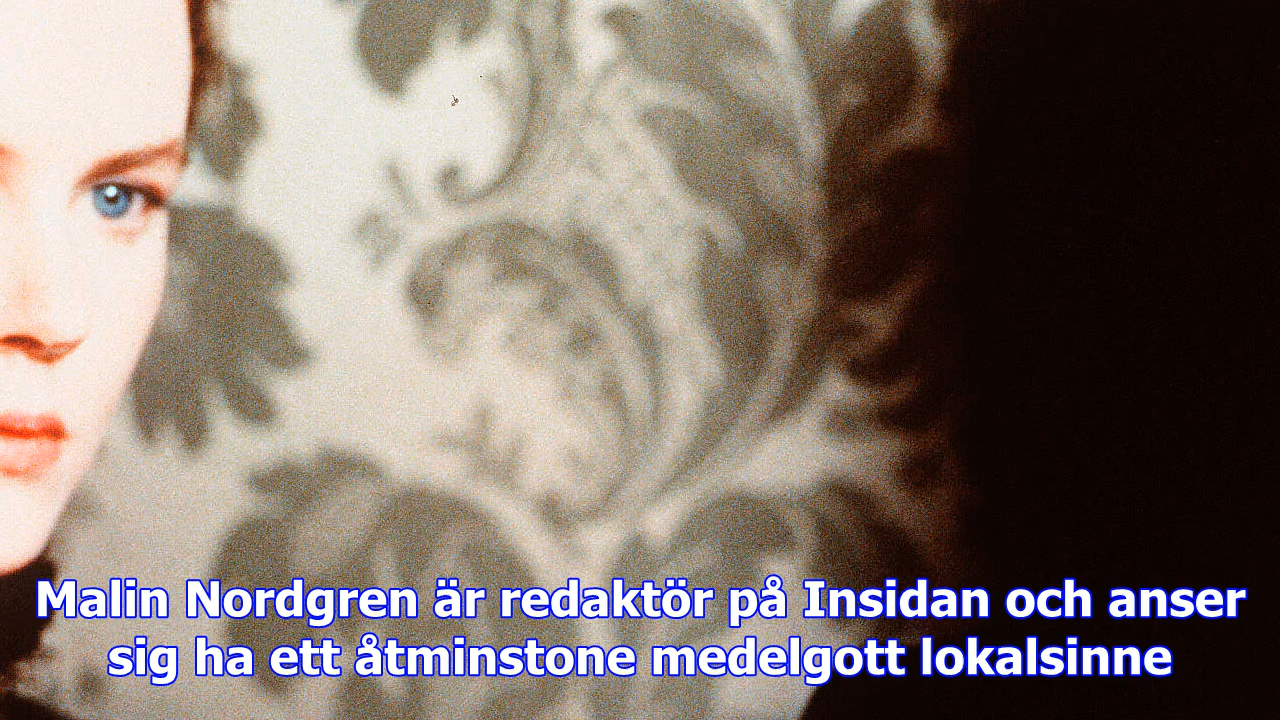 Malin Nordgren är redaktör på Insidan och anser
sig ha ett åtminstone medelgott lokalsinne